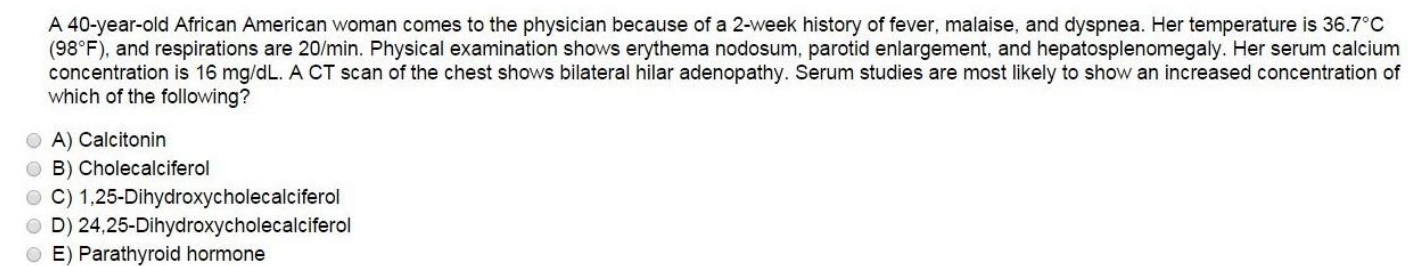 A 40-year-old African American woman comes to the physician because of a 2-week history of fever, malaise, and dyspnea. Her temperature is 36.7°C
(98°F), and respirations are 20/min. Physical examination shows erythema nodosum, parotid enlargement, and hepatosplenomegaly. Her serum calcium
concentration is 16 mg/dL. A CT scan of the chest shows bilateral hilar adenopathy. Serum studies are most likely to show an increased concentration of
which of the following?
A) Calcitonin
B) Cholecalciferol
C) 1,25-Dihydroxycholecalciferol
D) 24,25-Dihydroxycholecalciferol
E) Parathyroid hormone